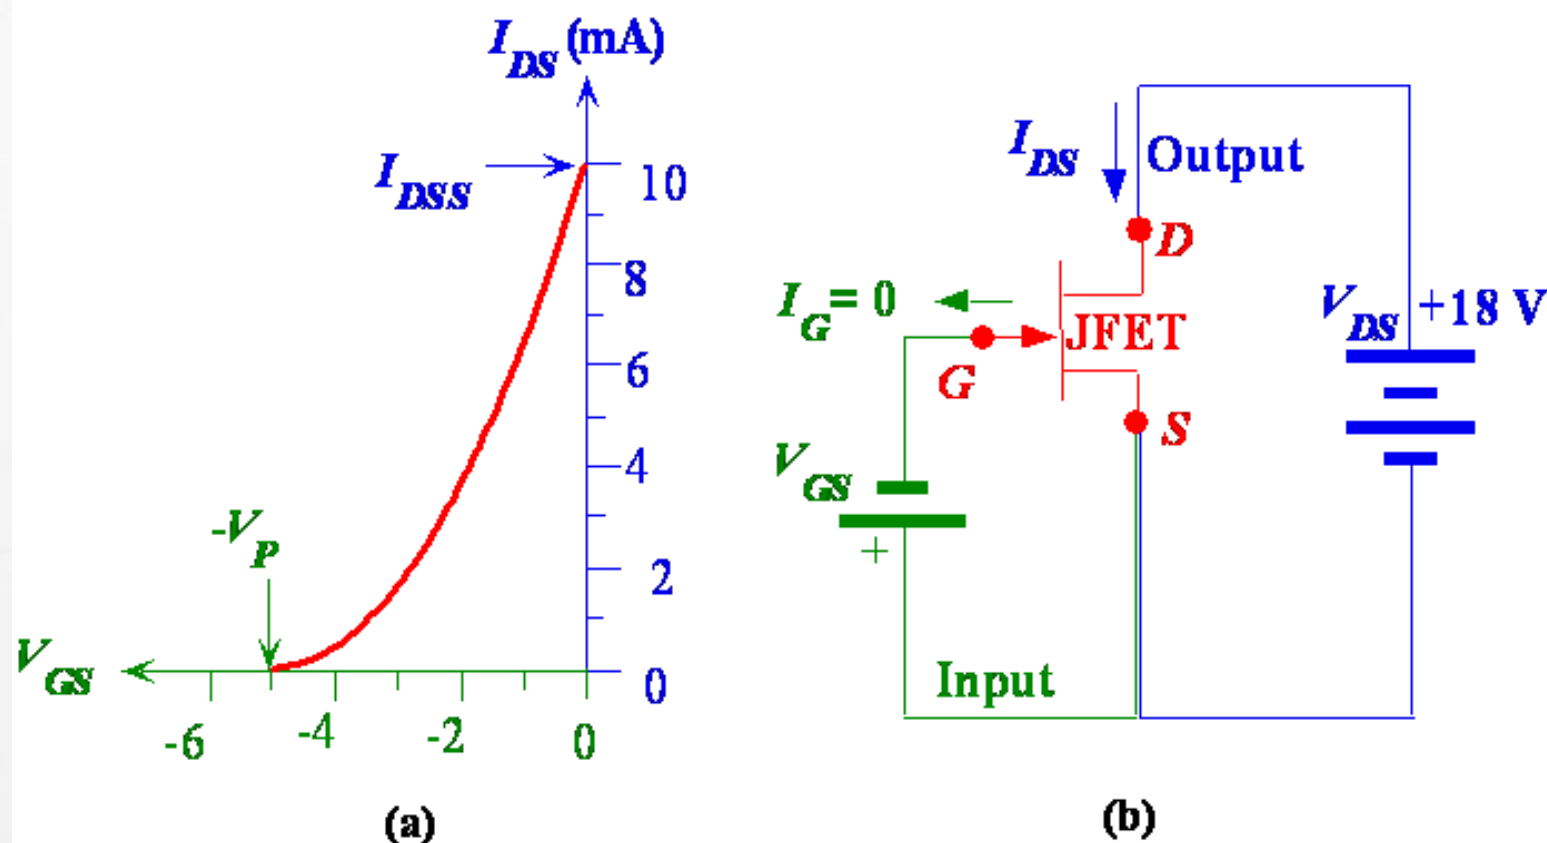 I_DS (mA)
I_DSS
10
8
6
4
2
0
-V_P
V_GS
-6
-4
-2
0
(a)
I_DS
Output
D
I_G = 0
JFET
G
S
V_DS +18 V
V_GS
+
Input
(b)